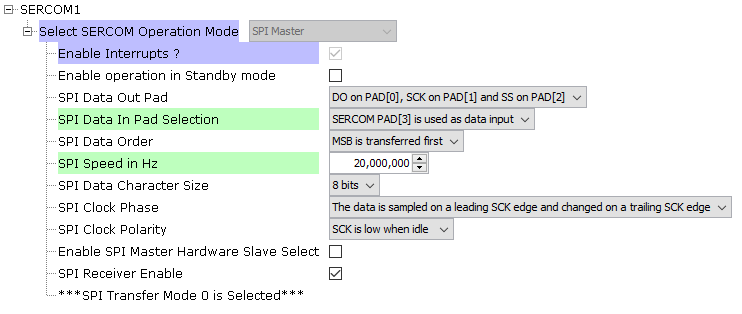 SERCOM1
Select SERCOM Operation Mode SPI Master
Enable Interrupts ?
Enable operation in Standby mode
SPI Data Out Pad DO on PAD[0], SCK on PAD[1] and SS on PAD[2]
SPI Data In Pad Selection SERCOM PAD[3] is used as data input
SPI Data Order MSB is transferred first
SPI Speed in Hz 20,000,000
SPI Data Character Size 8 bits
SPI Clock Phase The data is sampled on a leading SCK edge and changed on a trailing SCK edge
SPI Clock Polarity SCK is low when idle
Enable SPI Master Hardware Slave Select
SPI Receiver Enable
***SPI Transfer Mode 0 is Selected***